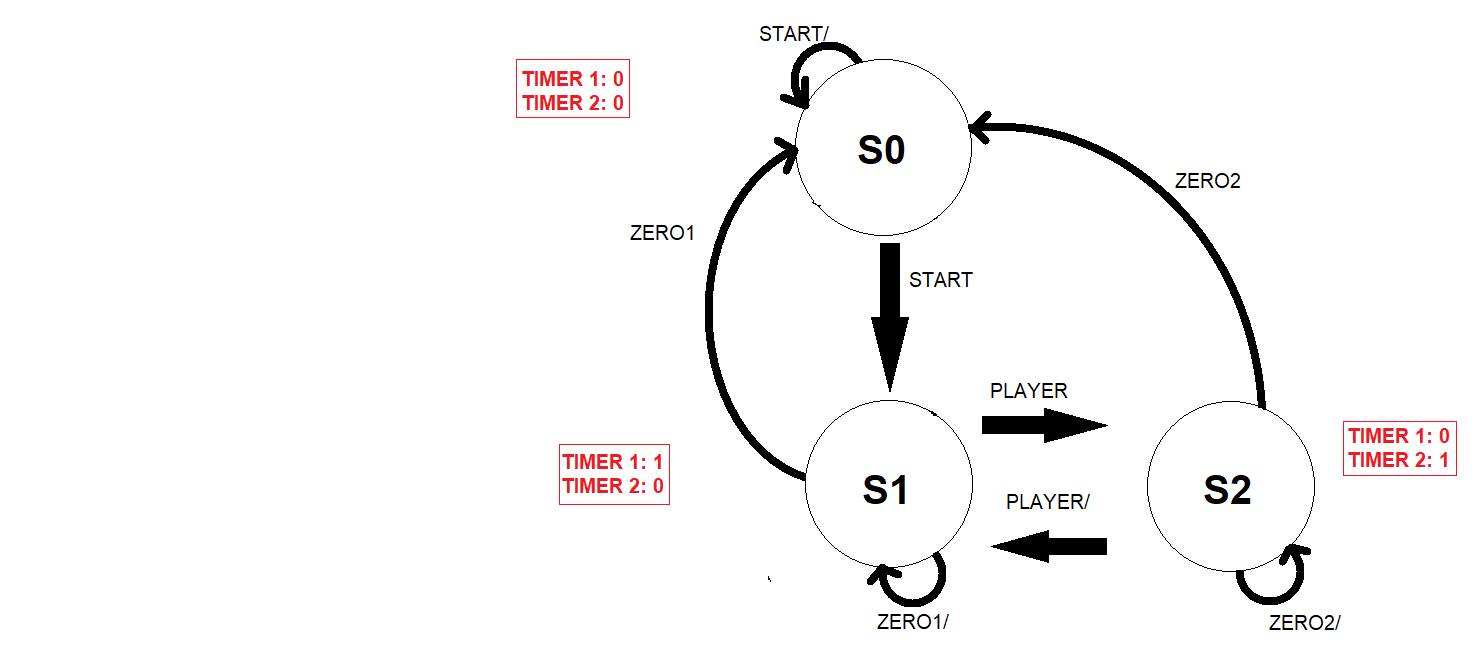 START/
TIMER 1: 0
TIMER 2: 0
S0
ZERO2
ZERO1
START
PLAYER
TIMER 1: 1
TIMER 2: 0
S1
S2
TIMER 1: 0
TIMER 2: 1
PLAYER/
ZERO1/
ZERO2/